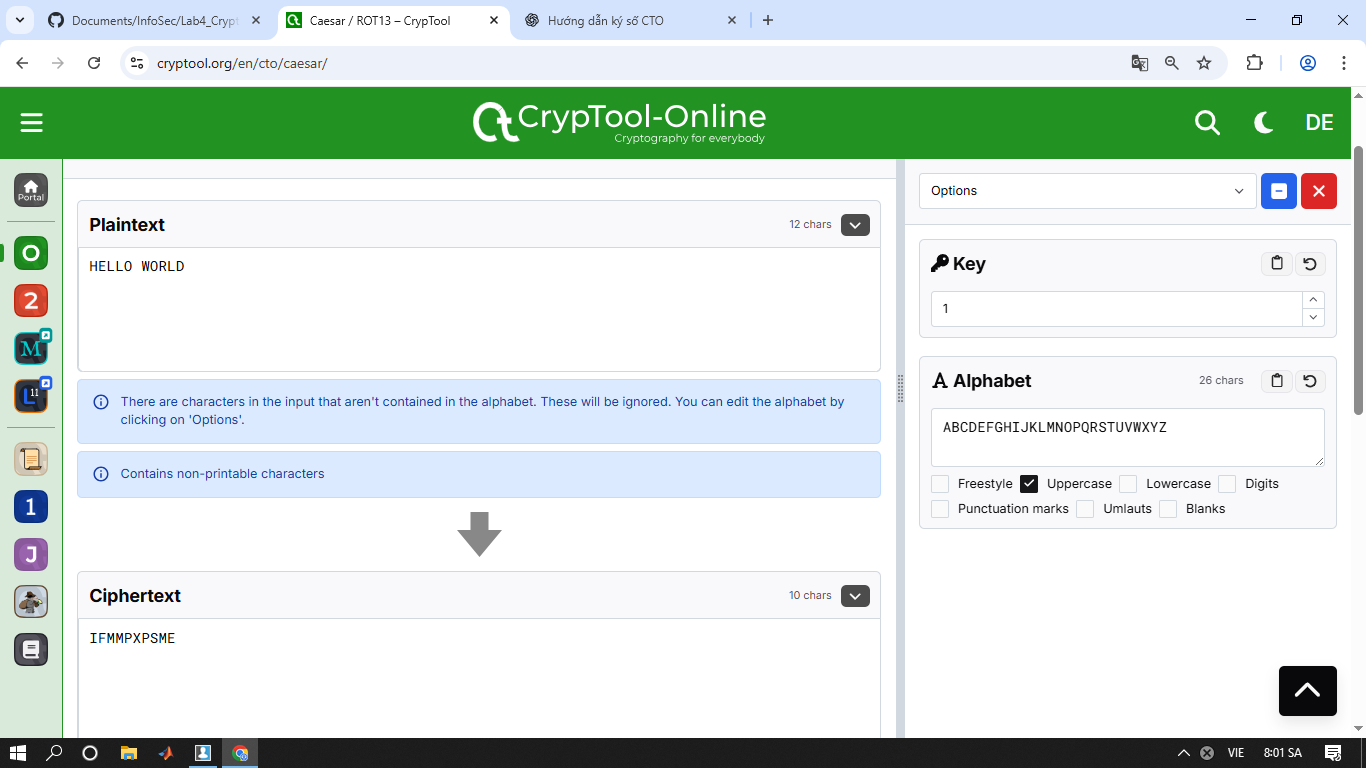 Documents/InfoSec/Lab4_Crypt
Caesar / ROT13 – CrypTool
Hướng dẫn ký số CTO
cryptool.org/en/cto/caesar/
CrypTool-Online
Cryptography for everybody
DE
Portal
Plaintext
12 chars
HELLO WORLD
There are characters in the input that aren't contained in the alphabet. These will be ignored. You can edit the alphabet by
clicking on 'Options'.
Contains non-printable characters
Ciphertext
10 chars
IFMMPXPSME
Options
Key
1
Alphabet
26 chars
ABCDEFGHIJKLMNOPQRSTUVWXYZ
Freestyle Uppercase Lowercase Digits
Punctuation marks Umlauts Blanks
2
M
L 11
1
J
VIE
8:01 SA